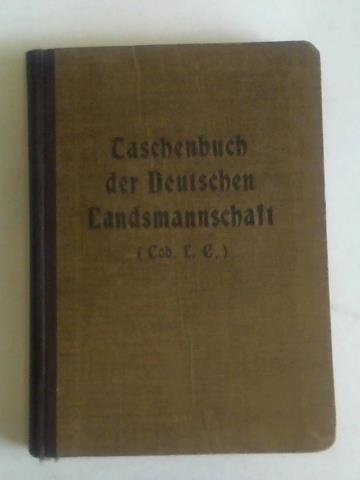 Taschenbuch
der Deutschen
Landsmannschaft
(Cob. L. C.)